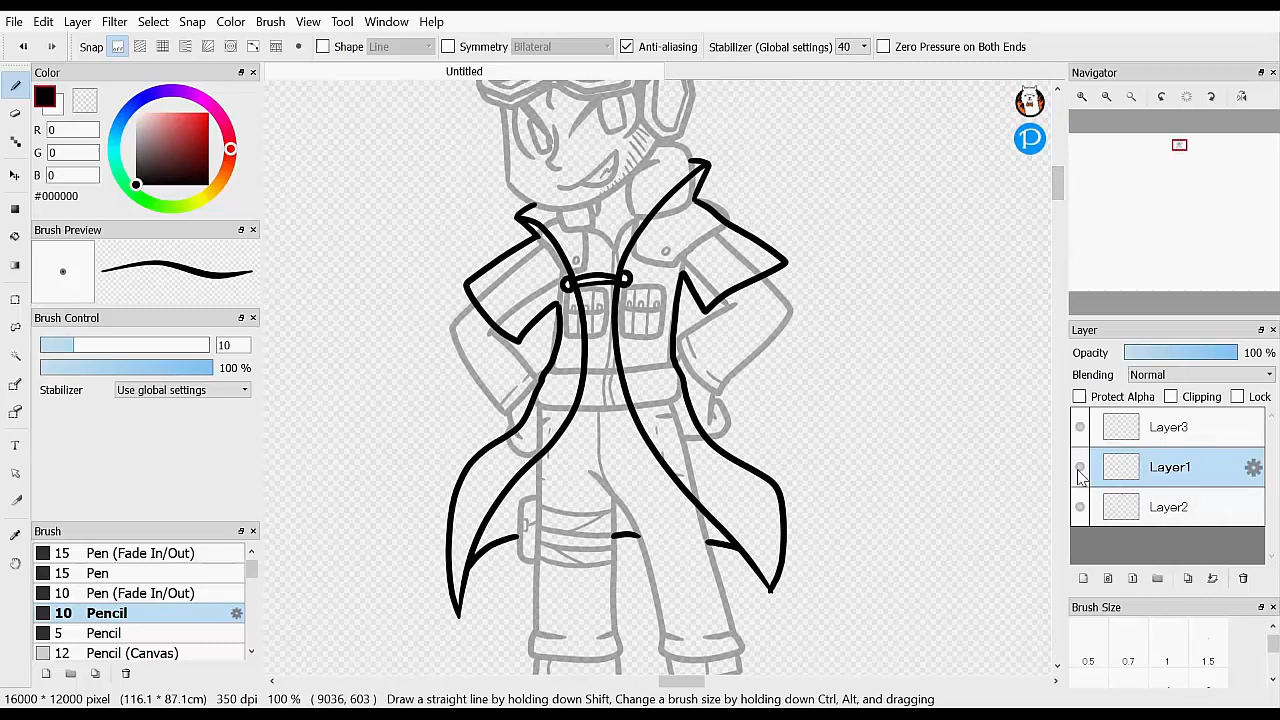 File Edit Layer Filter Select Snap Color Brush View Tool Window Help
Snap Shape Line Symmetry Bilateral Anti-aliasing Stabilizer (Global settings) 40 Zero Pressure on Both Ends
Color
Untitled
Navigator
R 0
G 0
B 0
#000000
P
Brush Preview
Brush Control
10
100 %
Stabilizer Use global settings
Layer
Opacity 100 %
Blending Normal
Protect Alpha Clipping Lock
Layer3
Layer1
Layer2
Brush
15 Pen (Fade In/Out)
15 Pen
10 Pen (Fade In/Out)
10 Pencil
5 Pencil
12 Pencil (Canvas)
Brush Size
0.5 0.7 1 1.5
16000 * 12000 pixel (116.1 * 87.1cm) 350 dpi 100 % ( 9036, 603 ) Draw a straight line by holding down Shift, Change a brush size by holding down Ctrl, Alt, and dragging